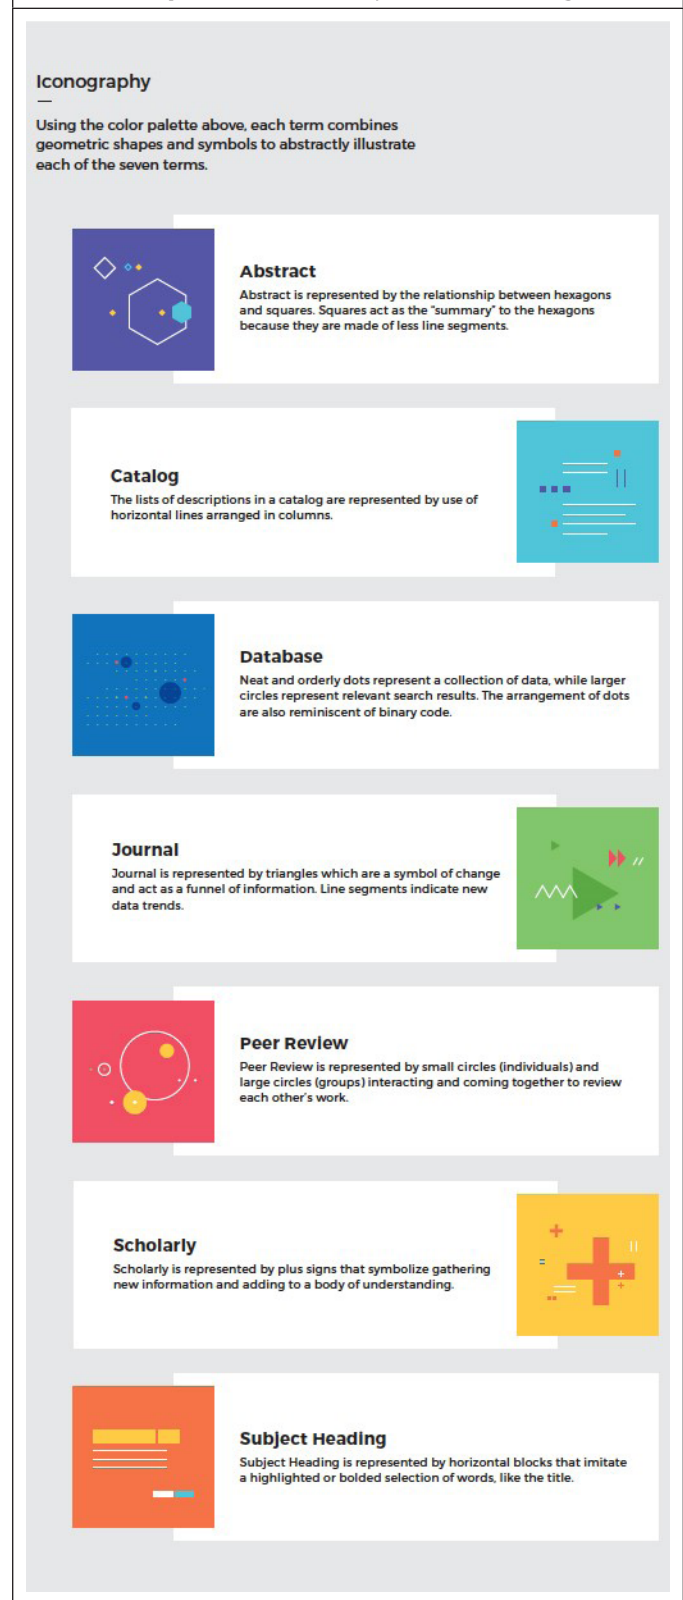 Iconography
Using the color palette above, each term combines
geometric shapes and symbols to abstractly illustrate
each of the seven terms.
Abstract
Abstract is represented by the relationship between hexagons
and squares. Squares act as the “summary” to the hexagons
because they are made of less line segments.
Catalog
The lists of descriptions in a catalog are represented by use of
horizontal lines arranged in columns.
Database
Neat and orderly dots represent a collection of data, while larger
circles represent relevant search results. The arrangement of dots
are also reminiscent of binary code.
Journal
Journal is represented by triangles which are a symbol of change
and act as a funnel of information. Line segments indicate new
data trends.
Peer Review
Peer Review is represented by small circles (individuals) and
large circles (groups) interacting and coming together to review
each other’s work.
Scholarly
Scholarly is represented by plus signs that symbolize gathering
new information and adding to a body of understanding.
Subject Heading
Subject Heading is represented by horizontal blocks that imitate
a highlighted or bolded selection of words, like the title.